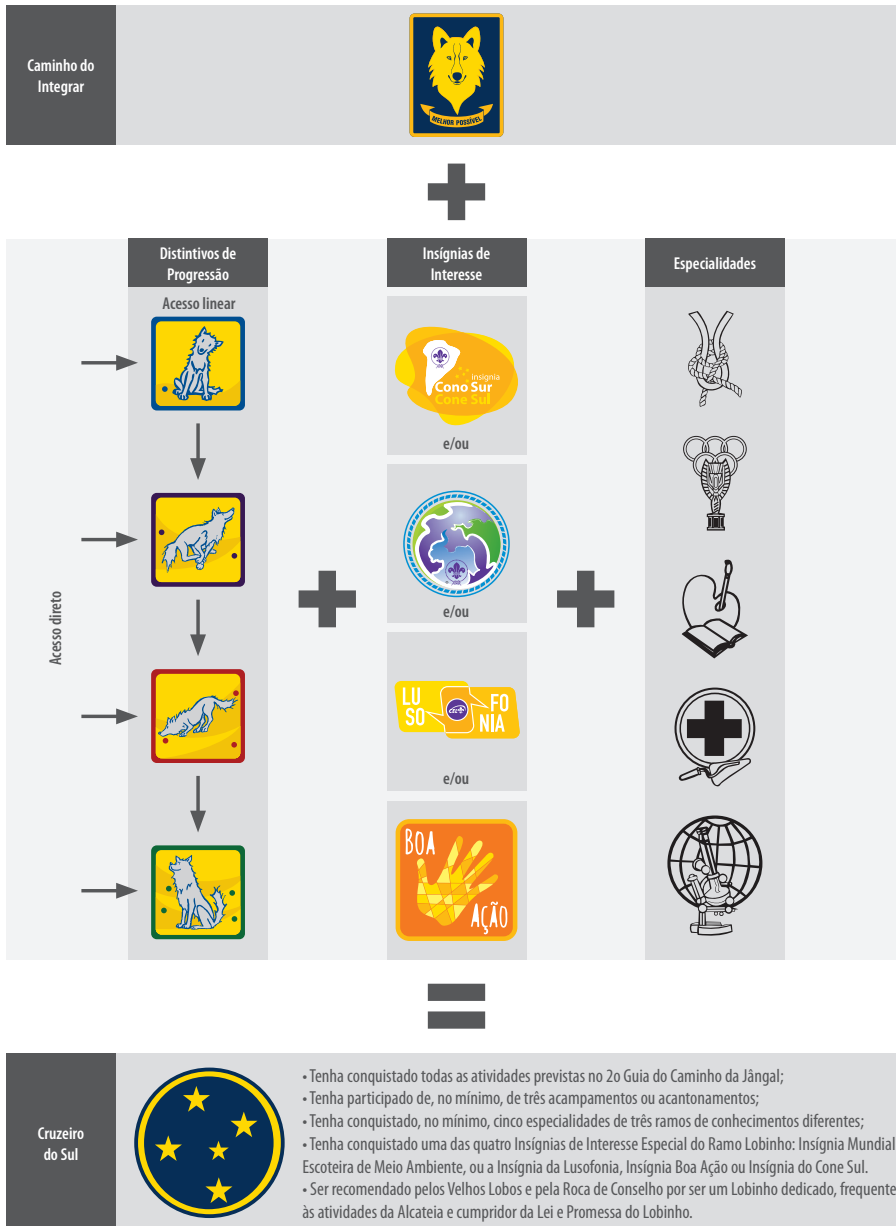 Caminho do
Integrar
MELHOR POSSÍVEL
Distintivos de
Progressão
Insígnias de
Interesse
Especialidades
Acesso linear
Acesso direto
insignia
Cono Sur
Cone Sul
e/ou
e/ou
LU
SO
FO
NIA
e/ou
BOA
AÇÃO
Cruzeiro
do Sul
• Tenha conquistado todas as atividades previstas no 2o Guia do Caminho da Jângal;
• Tenha participado de, no mínimo, de três acampamentos ou acantonamentos;
• Tenha conquistado, no mínimo, cinco especialidades de três ramos de conhecimentos diferentes;
• Tenha conquistado uma das quatro Insígnias de Interesse Especial do Ramo Lobinho: Insígnia Mundial
Escoteira de Meio Ambiente, ou a Insígnia da Lusofonia, Insígnia Boa Ação ou Insígnia do Cone Sul.
• Ser recomendado pelos Velhos Lobos e pela Roca de Conselho por ser um Lobinho dedicado, frequente
às atividades da Alcateia e cumpridor da Lei e Promessa do Lobinho.